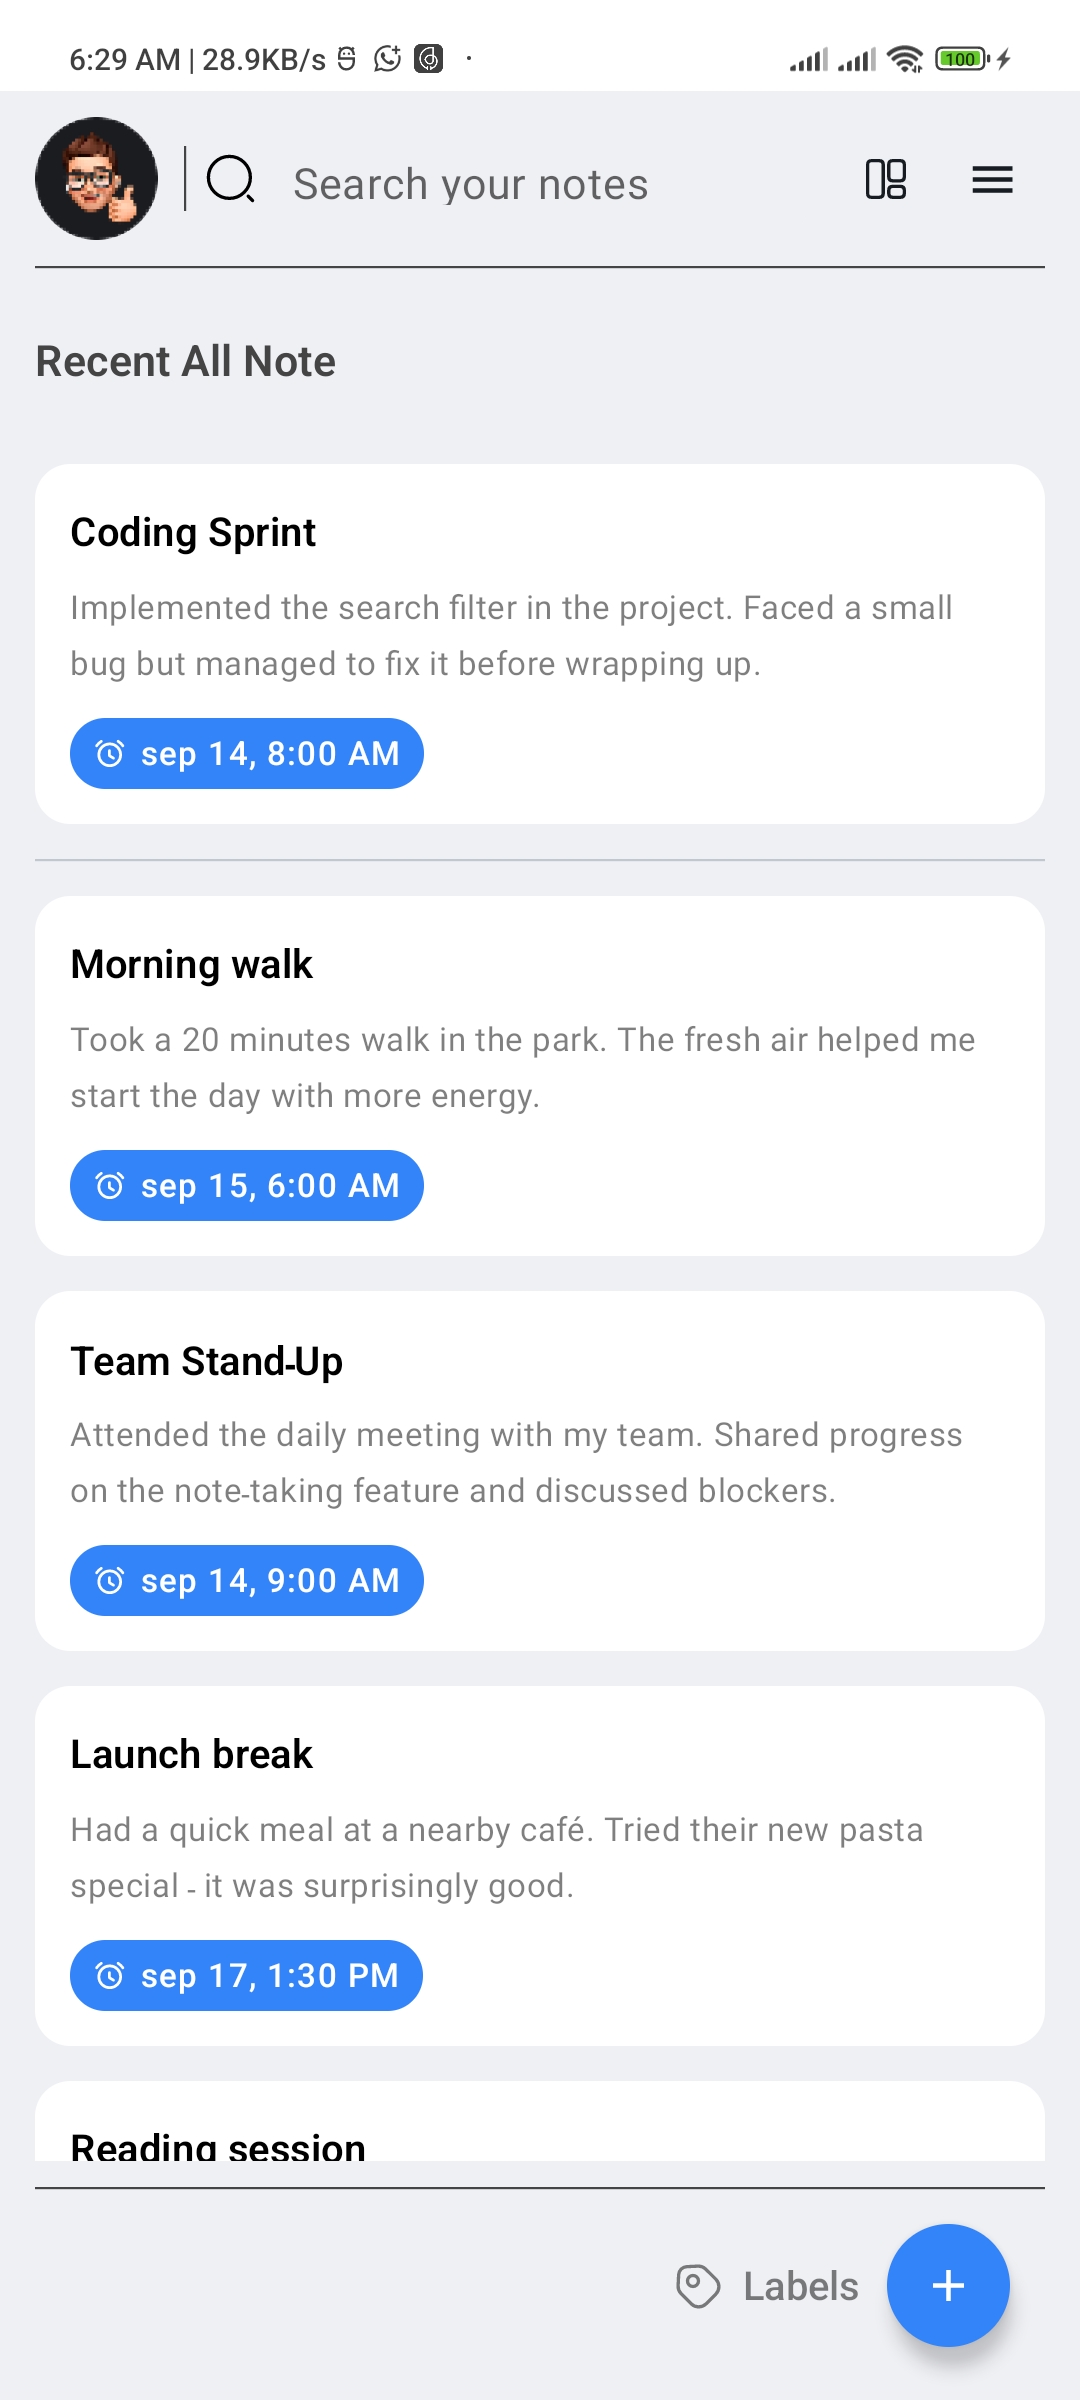 6:29 AM | 28.9KB/s
100
Search your notes
Recent All Note
Coding Sprint
Implemented the search filter in the project. Faced a small
bug but managed to fix it before wrapping up.
sep 14, 8:00 AM
Morning walk
Took a 20 minutes walk in the park. The fresh air helped me
start the day with more energy.
sep 15, 6:00 AM
Team Stand-Up
Attended the daily meeting with my team. Shared progress
on the note-taking feature and discussed blockers.
sep 14, 9:00 AM
Launch break
Had a quick meal at a nearby café. Tried their new pasta
special - it was surprisingly good.
sep 17, 1:30 PM
Reading session
Labels